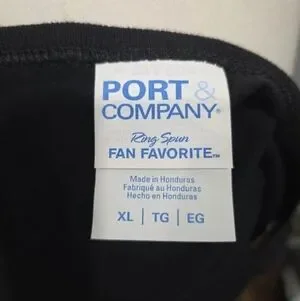 PORT &
COMPANY®
Ring Spun
FAN FAVORITE™
Made in Honduras
Fabriqué au Honduras
Hecho en Honduras
XL | TG | EG